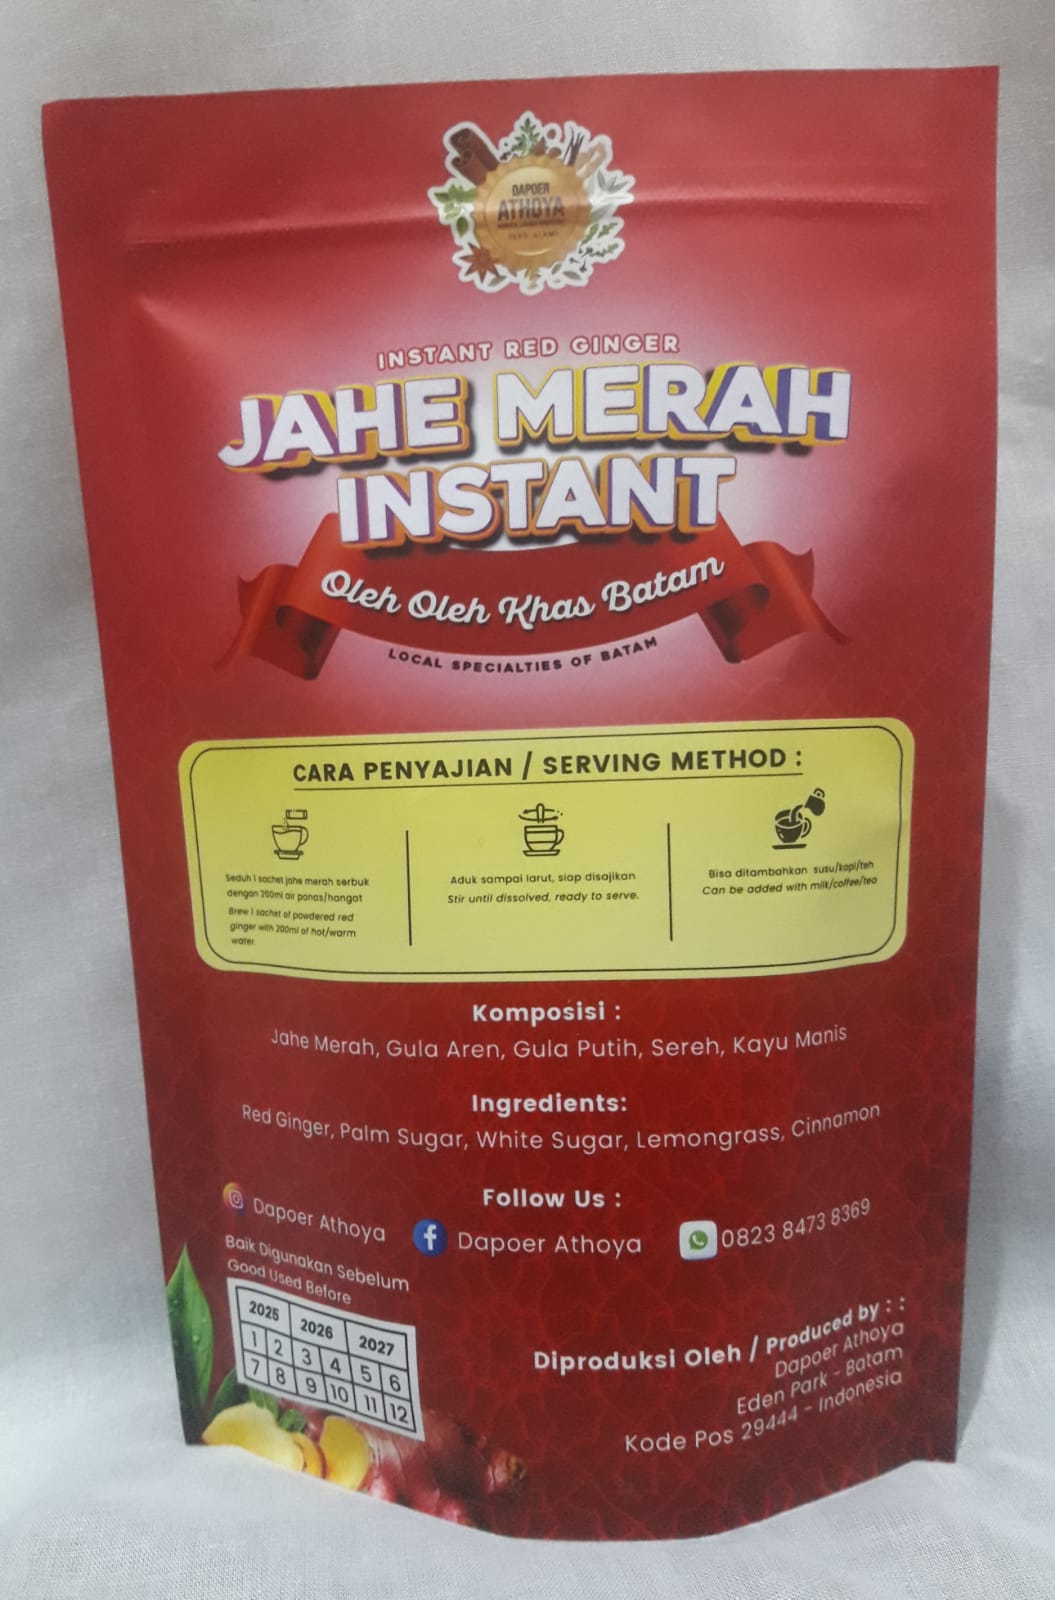 DAPOER
ATHOYA
100% ALAMI
INSTANT RED GINGER
JAHE MERAH
INSTANT
Oleh Oleh Khas Batam
LOCAL SPECIALTIES OF BATAM
CARA PENYAJIAN / SERVING METHOD :
Seduh 1 sachet jahe merah serbuk
dengan 200ml air panas/hangat
Brew 1 sachet of powdered red
ginger with 200ml of hot/warm
water.
Aduk sampai larut, siap disajikan
Stir until dissolved, ready to serve.
Bisa ditambahkan susu/kopi/teh
Can be added with milk/coffee/tea
Komposisi :
Jahe Merah, Gula Aren, Gula Putih, Sereh, Kayu Manis
Ingredients:
Red Ginger, Palm Sugar, White Sugar, Lemongrass, Cinnamon
Follow Us :
Dapoer Athoya
Dapoer Athoya
0823 8473 8369
Baik Digunakan Sebelum
Good Used Before
2025 2026 2027
1 2 3 4 5 6
7 8 9 10 11 12
Diproduksi Oleh / Produced by : :
Dapoer Athoya
Eden Park - Batam
Kode Pos 29444 - Indonesia